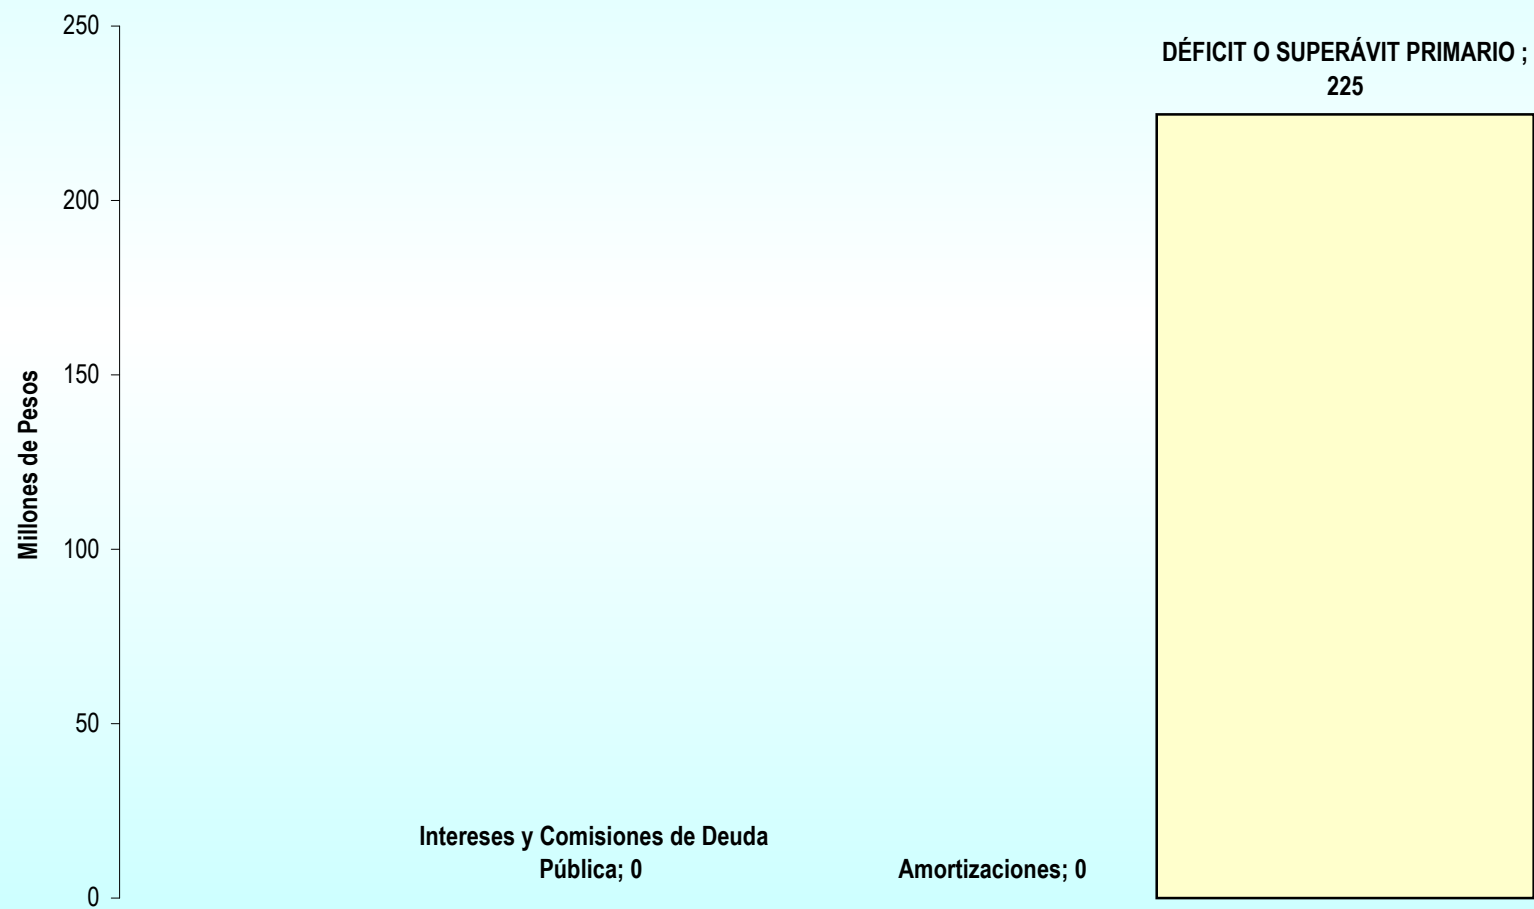 250
DÉFICIT O SUPERÁVIT PRIMARIO ;
225
200
150
Millones de Pesos
100
50
Intereses y Comisiones de Deuda
Pública; 0
Amortizaciones; 0
0